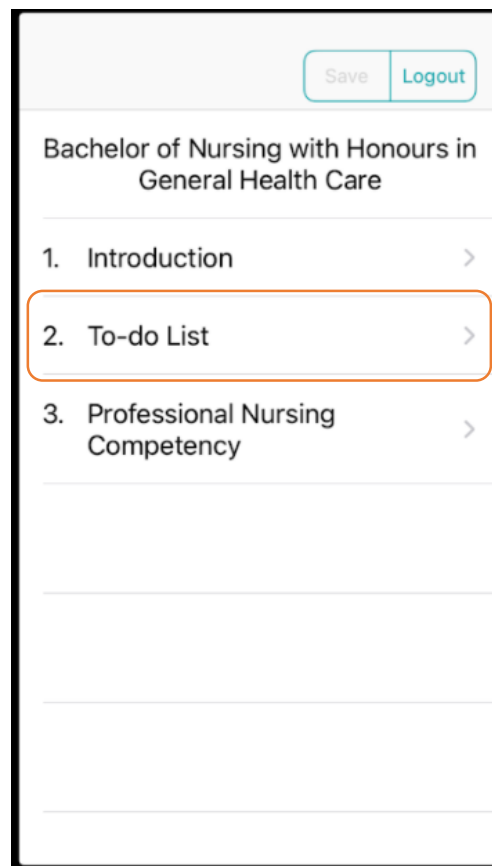 Save Logout
Bachelor of Nursing with Honours in
General Health Care
1. Introduction
2. To-do List
3. Professional Nursing
Competency